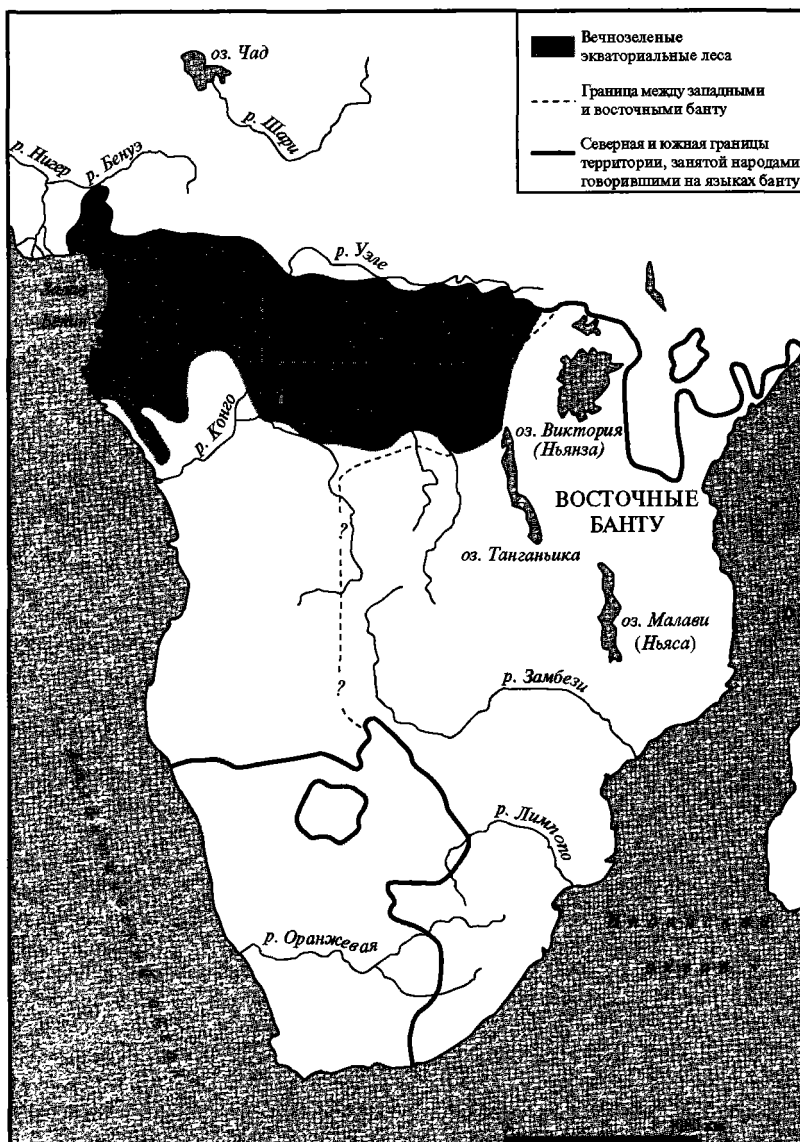 Вечнозеленые
экваториальные леса
Граница между западными
и восточными банту
Северная и южная границы
территории, занятой народами
говорившими на языках банту
оз. Чад
р. Шари
р. Нигер
р. Бенуэ
р. Уэле
р. Конго
оз. Виктория
(Ньянза)
ВОСТОЧНЫЕ
БАНТУ
?
оз. Танганьика
оз. Малави
(Ньяса)
р. Замбези
?
р. Лимпопо
р. Оранжевая